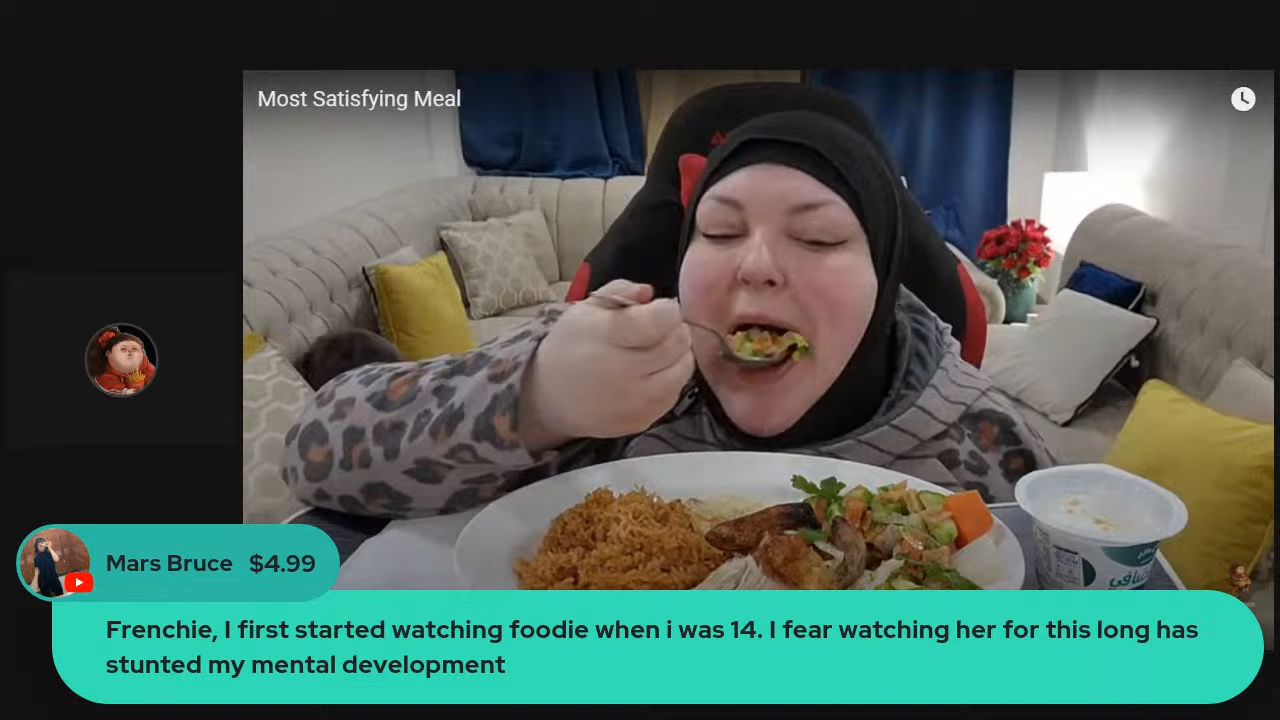 Most Satisfying Meal
Mars Bruce $4.99
Frenchie, I first started watching foodie when i was 14. I fear watching her for this long has
stunted my mental development